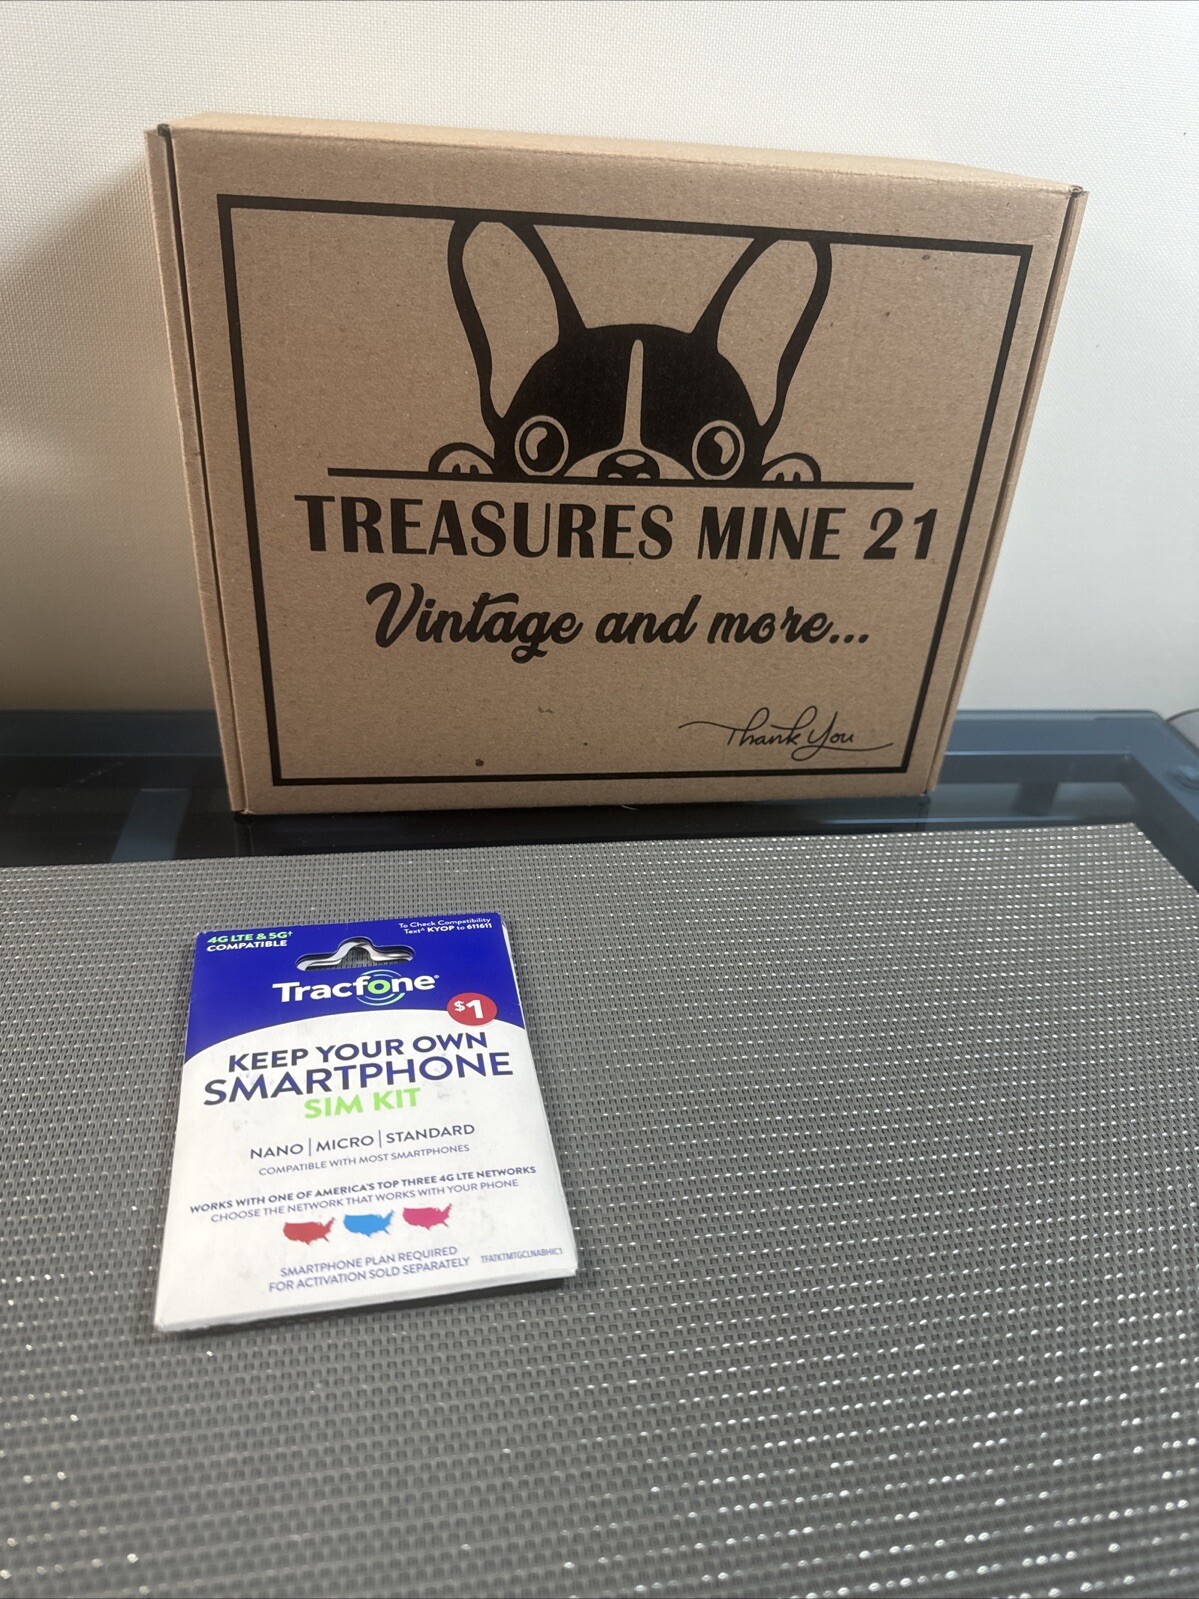 TREASURES MINE 21
Vintage and more...
Thank You
4G LTE & 5G†
COMPATIBLE
To Check Compatibility
Text^ KYOP to 611611
Tracfone®
$1
KEEP YOUR OWN
SMARTPHONE
SIM KIT
NANO | MICRO | STANDARD
COMPATIBLE WITH MOST SMARTPHONES
WORKS WITH ONE OF AMERICA'S TOP THREE 4G LTE NETWORKS
CHOOSE THE NETWORK THAT WORKS WITH YOUR PHONE
SMARTPHONE PLAN REQUIRED
FOR ACTIVATION SOLD SEPARATELY